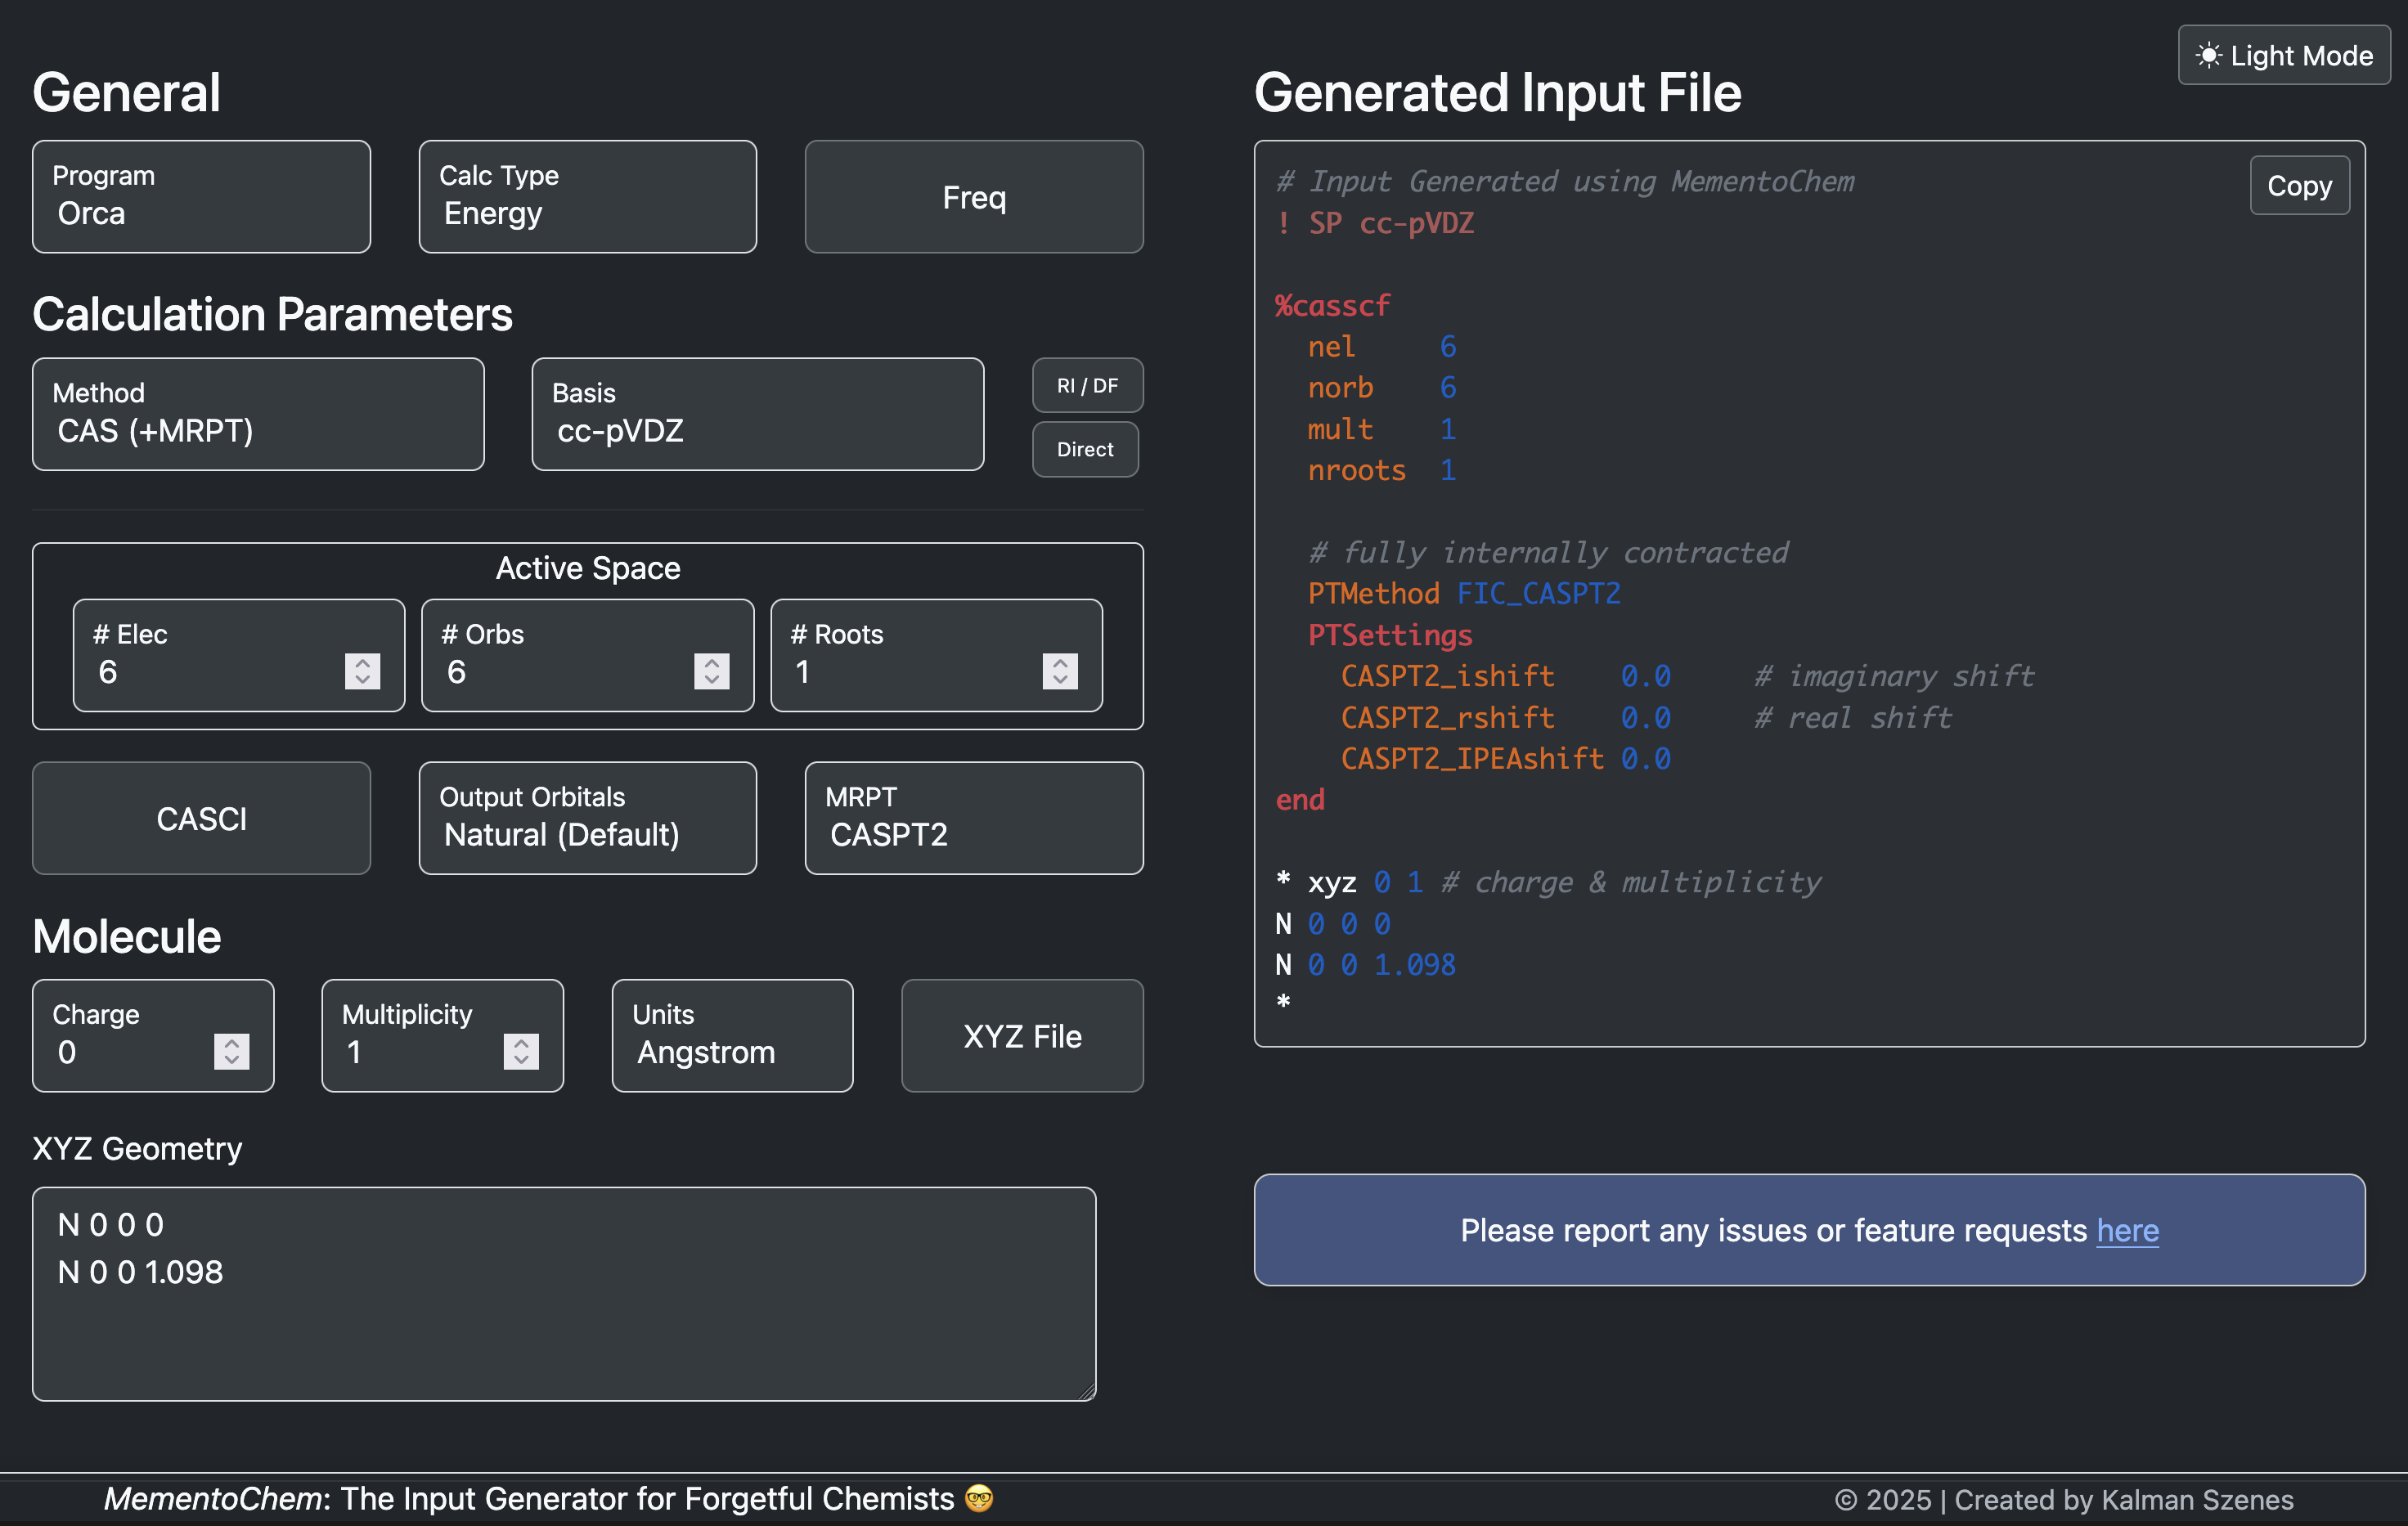 Light Mode
General
Program
Orca
Calc Type
Energy
Freq
Calculation Parameters
Method
CAS (+MRPT)
Basis
cc-pVDZ
RI / DF
Direct
Active Space
# Elec
6
# Orbs
6
# Roots
1
CASCI
Output Orbitals
Natural (Default)
MRPT
CASPT2
Molecule
Charge
0
Multiplicity
1
Units
Angstrom
XYZ File
XYZ Geometry
N 0 0 0
N 0 0 1.098
Generated Input File
Copy
# Input Generated using MementoChem
! SP cc-pVDZ
%casscf
  nel     6
  norb    6
  mult    1
  nroots  1
  # fully internally contracted
  PTMethod FIC_CASPT2
  PTSettings
    CASPT2_ishift    0.0     # imaginary shift
    CASPT2_rshift    0.0     # real shift
    CASPT2_IPEAshift 0.0
end
* xyz 0 1 # charge & multiplicity
N 0 0 0
N 0 0 1.098
*
Please report any issues or feature requests here
MementoChem: The Input Generator for Forgetful Chemists 🤓
© 2025 | Created by Kalman Szenes